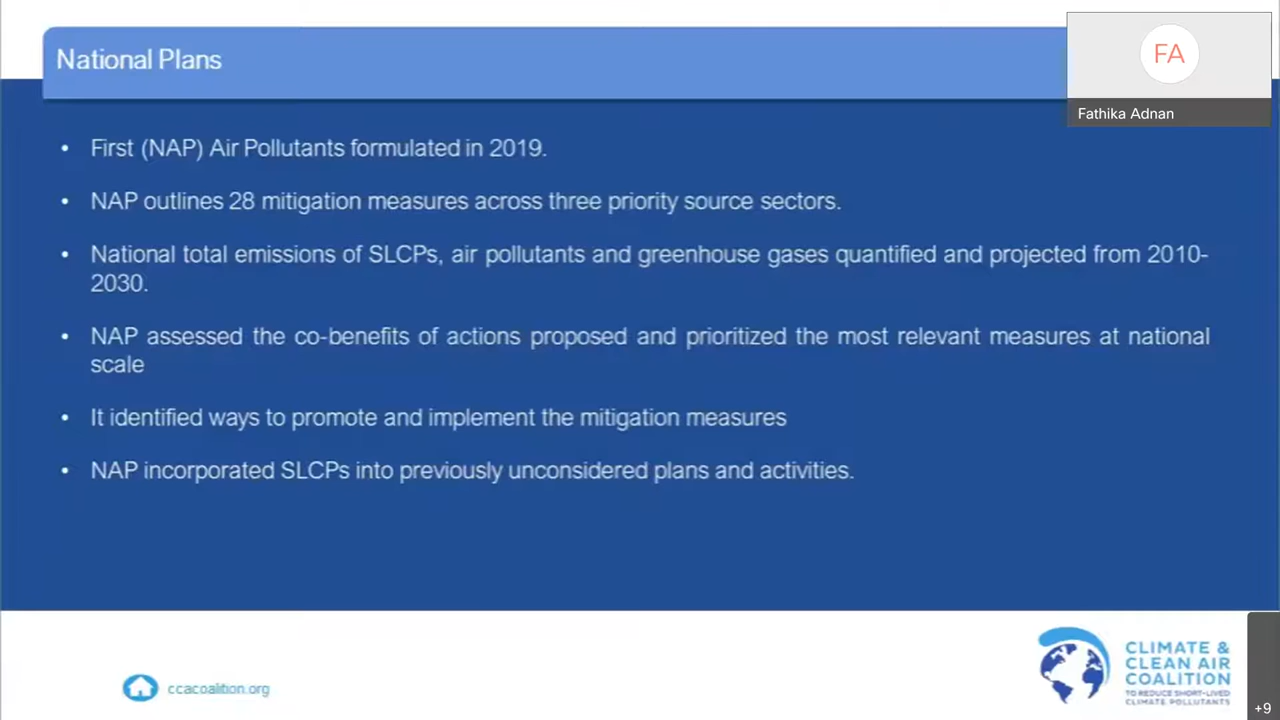 National Plans
FA
Fathika Adnan
• First (NAP) Air Pollutants formulated in 2019.
• NAP outlines 28 mitigation measures across three priority source sectors.
• National total emissions of SLCPs, air pollutants and greenhouse gases quantified and projected from 2010-
2030.
• NAP assessed the co-benefits of actions proposed and prioritized the most relevant measures at national
scale
• It identified ways to promote and implement the mitigation measures
• NAP incorporated SLCPs into previously unconsidered plans and activities.
ccacoalition.org
CLIMATE &
CLEAN AIR
COALITION
TO REDUCE SHORT-LIVED
CLIMATE POLLUTANTS
+9